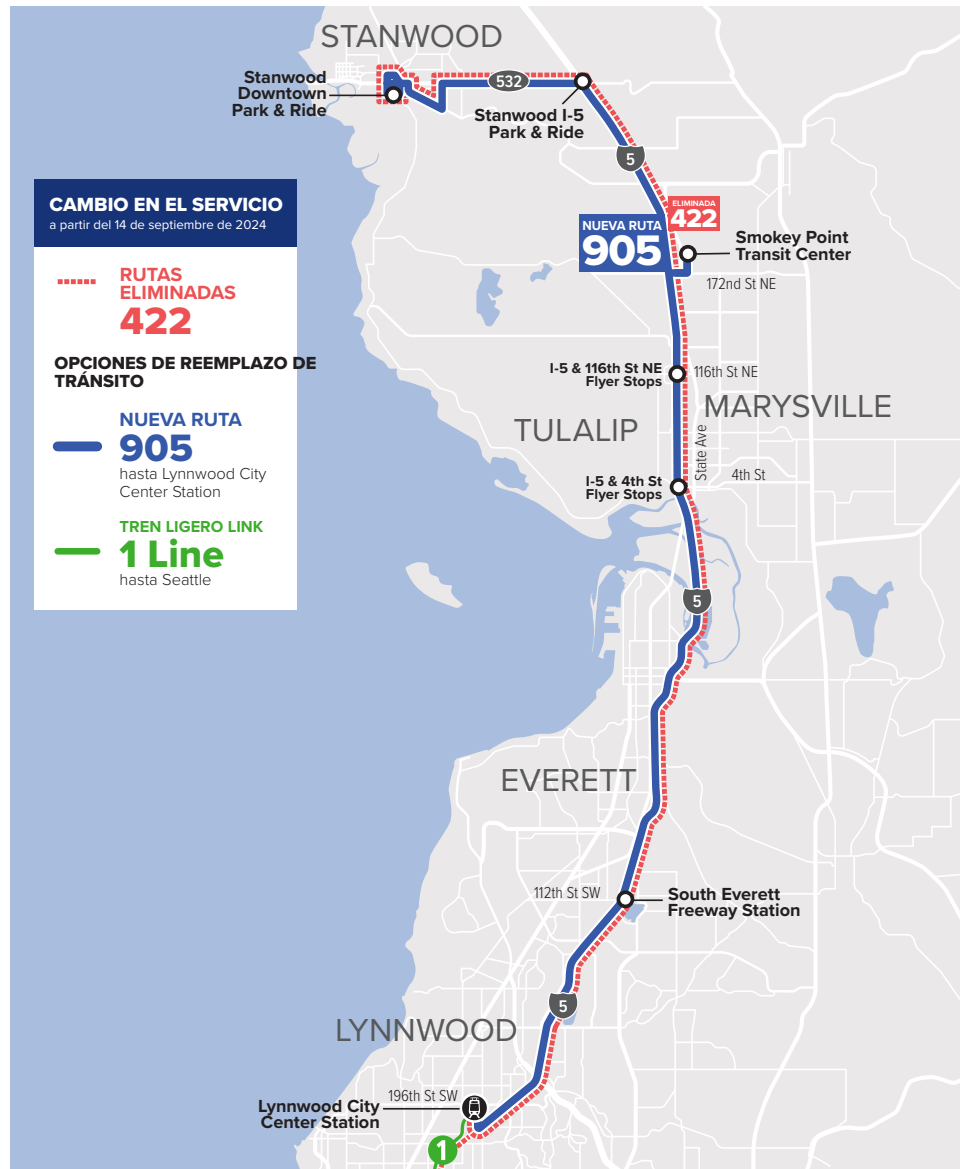 STANWOOD
Stanwood
Downtown
Park & Ride
532
Stanwood I-5
Park & Ride
5
CAMBIO EN EL SERVICIO
a partir del 14 de septiembre de 2024
RUTAS
ELIMINADAS
422
OPCIONES DE REEMPLAZO DE
TRÁNSITO
NUEVA RUTA
905
hasta Lynnwood City
Center Station
TREN LIGERO LINK
1 Line
hasta Seattle
ELIMINADA
422
NUEVA RUTA
905
Smokey Point
Transit Center
172nd St NE
I-5 & 116th St NE
Flyer Stops
116th St NE
MARYSVILLE
TULALIP
State Ave
4th St
I-5 & 4th St
Flyer Stops
5
EVERETT
112th St SW
South Everett
Freeway Station
5
LYNNWOOD
196th St SW
Lynnwood City
Center Station
1